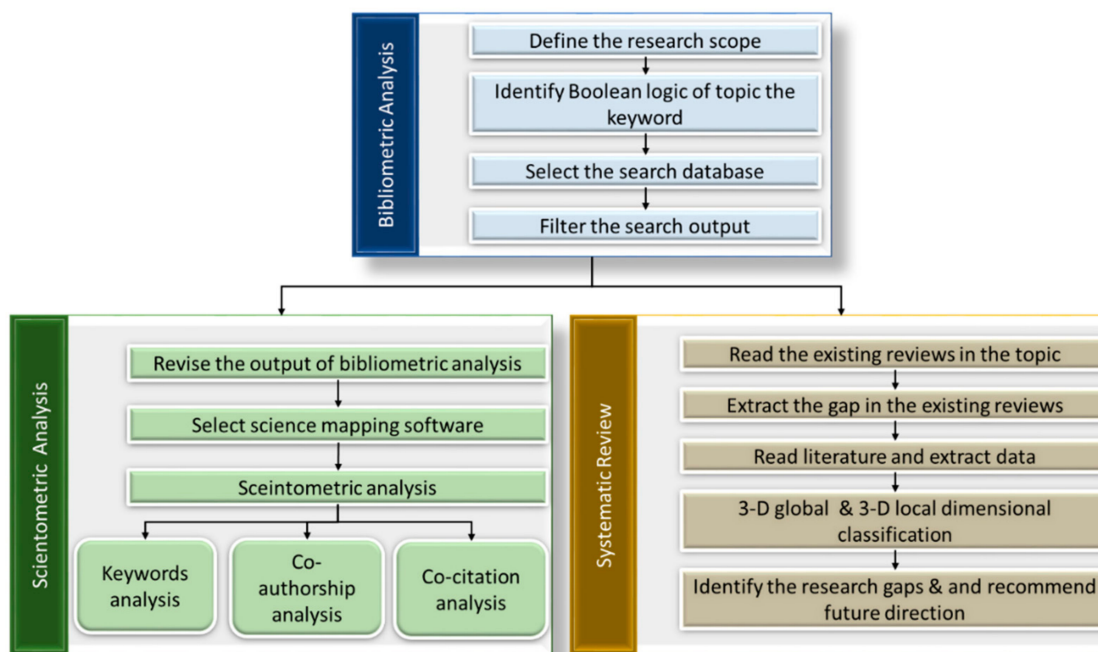 Bibliometric Analysis
Define the research scope
Identify Boolean logic of topic the
keyword
Select the search database
Filter the search output
Scientometric Analysis
Revise the output of bibliometric analysis
Select science mapping software
Sceintometric analysis
Keywords
analysis
Co-
authorship
analysis
Co-citation
analysis
Systematic Review
Read the existing reviews in the topic
Extract the gap in the existing reviews
Read literature and extract data
3-D global & 3-D local dimensional
classification
Identify the research gaps & and recommend
future direction